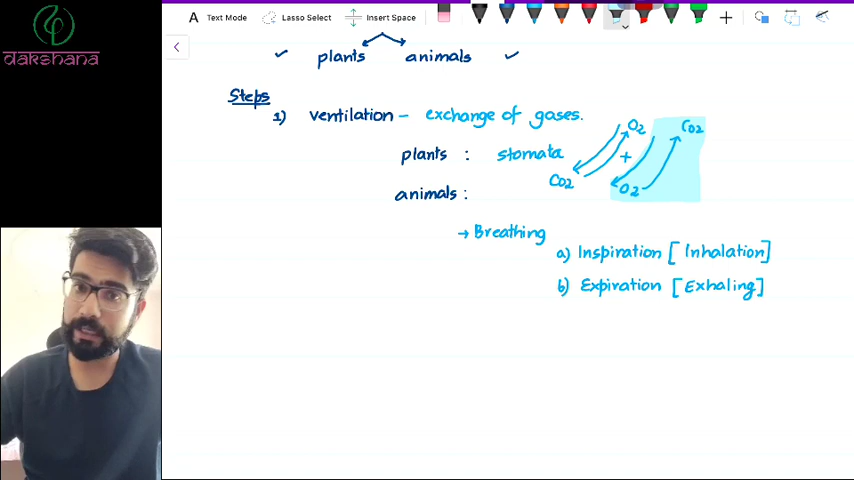 dakshana
A Text Mode Lasso Select Insert Space
plants animals
Steps
1) ventilation - exchange of gases.
O2 CO2
plants : stomata +
CO2 O2
animals :
→ Breathing
a) Inspiration [Inhalation]
b) Expiration [Exhaling]